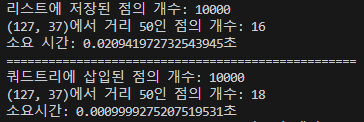 리스트에 저장된 점의 개수: 10000
(127, 37)에서 거리 50인 점의 개수: 16
소요 시간: 0.020941972732543945초
==================================================
쿼드트리에 삽입된 점의 개수: 10000
(127, 37)에서 거리 50인 점의 개수: 18
소요시간: 0.0009999275207519531초